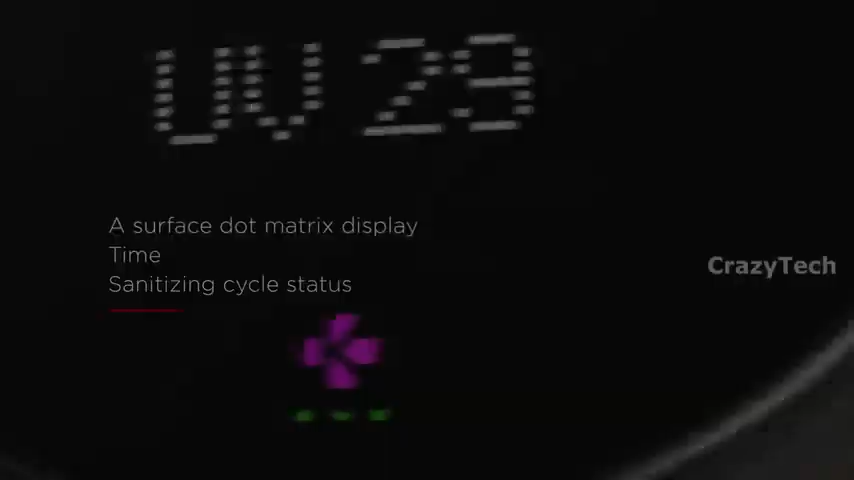 UV 29
A surface dot matrix display
Time
CrazyTech
Sanitizing cycle status